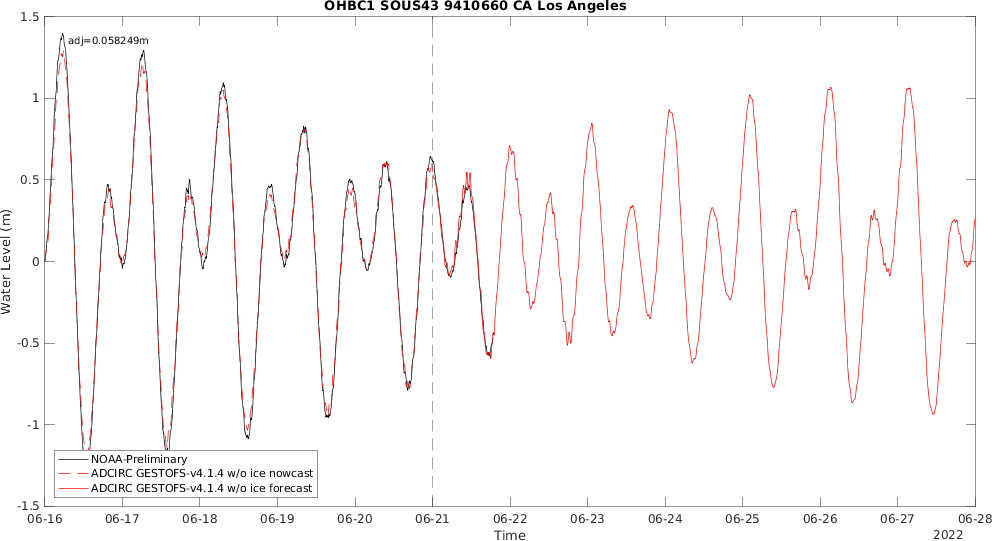 OHBC1 SOUS43 9410660 CA Los Angeles
adj=0.058249m
Water Level (m)
1.5
1
0.5
0
-0.5
-1
-1.5
NOAA-Preliminary
ADCIRC GESTOFS-v4.1.4 w/o ice nowcast
ADCIRC GESTOFS-v4.1.4 w/o ice forecast
06-16 06-17 06-18 06-19 06-20 06-21 06-22 06-23 06-24 06-25 06-26 06-27 06-28
Time
2022